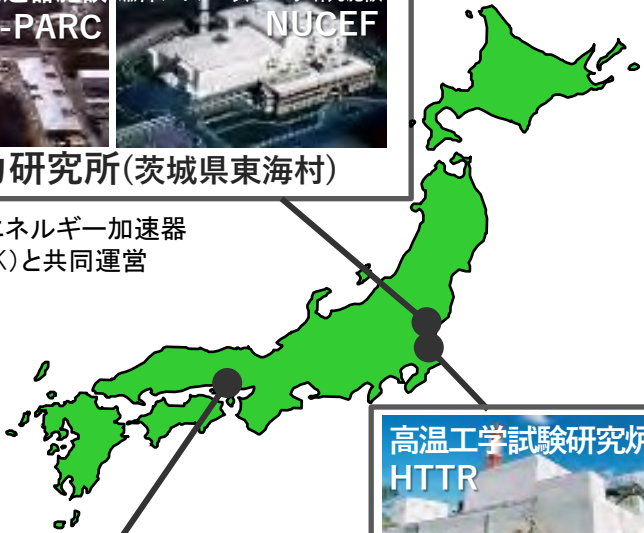 -PARC
NUCEF
研究所(茨城県東海村)
ネルギー加速器
)と共同運営
高温工学試験研究炉
HTTR